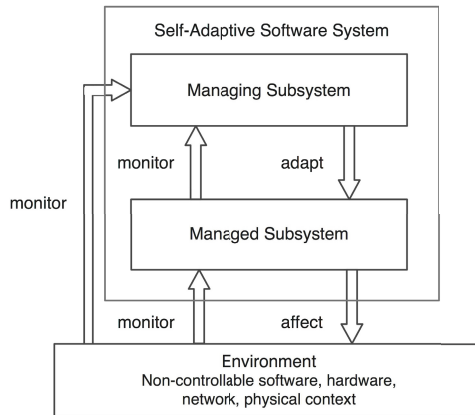 Self-Adaptive Software System
Managing Subsystem
monitor
adapt
monitor
Managed Subsystem
monitor
affect
Environment
Non-controllable software, hardware,
network, physical context